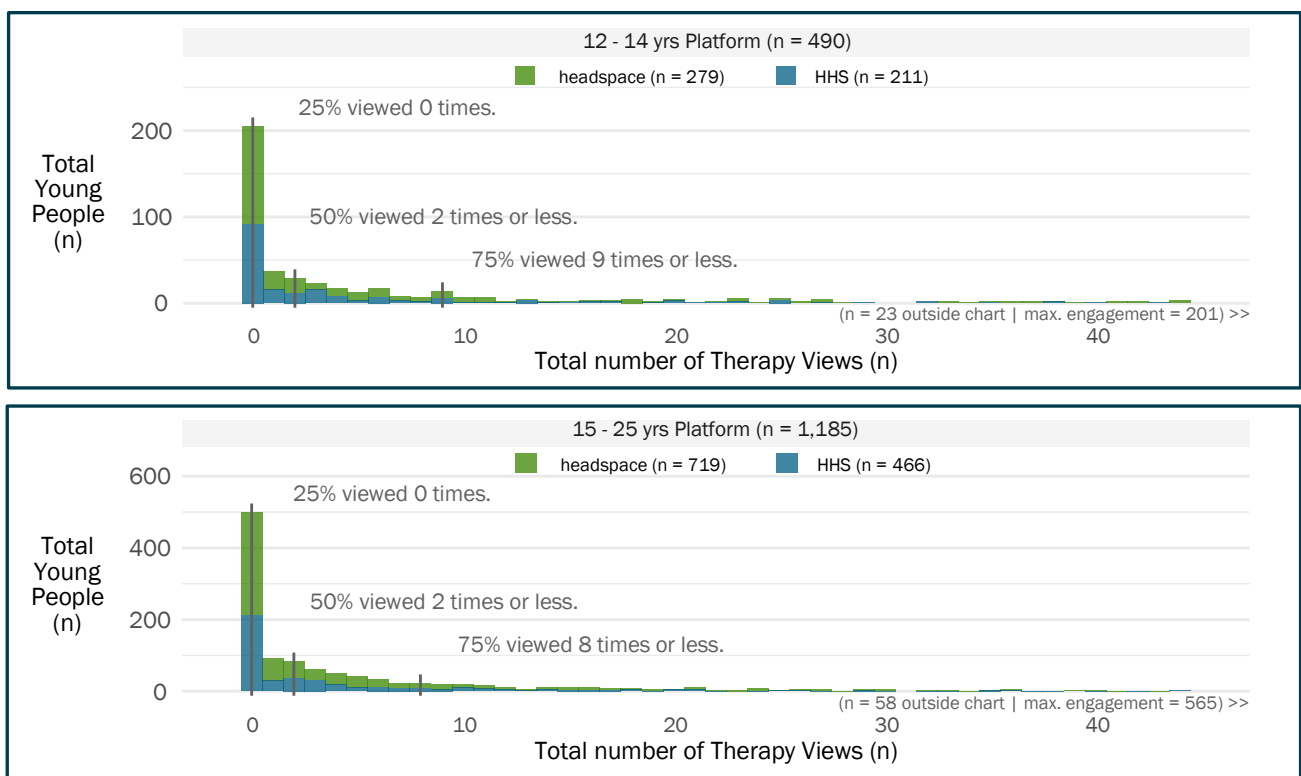 12 - 14 yrs Platform (n = 490)
headspace (n = 279) HHS (n = 211)
25% viewed 0 times.
200
Total
Young
People
(n)
100
50% viewed 2 times or less.
75% viewed 9 times or less.
0
(n = 23 outside chart | max. engagement = 201) >>
0 10 20 30 40
Total number of Therapy Views (n)
15 - 25 yrs Platform (n = 1,185)
headspace (n = 719) HHS (n = 466)
600
25% viewed 0 times.
400
Total
Young
People
(n)
50% viewed 2 times or less.
200
75% viewed 8 times or less.
0
(n = 58 outside chart | max. engagement = 565) >>
0 10 20 30 40
Total number of Therapy Views (n)